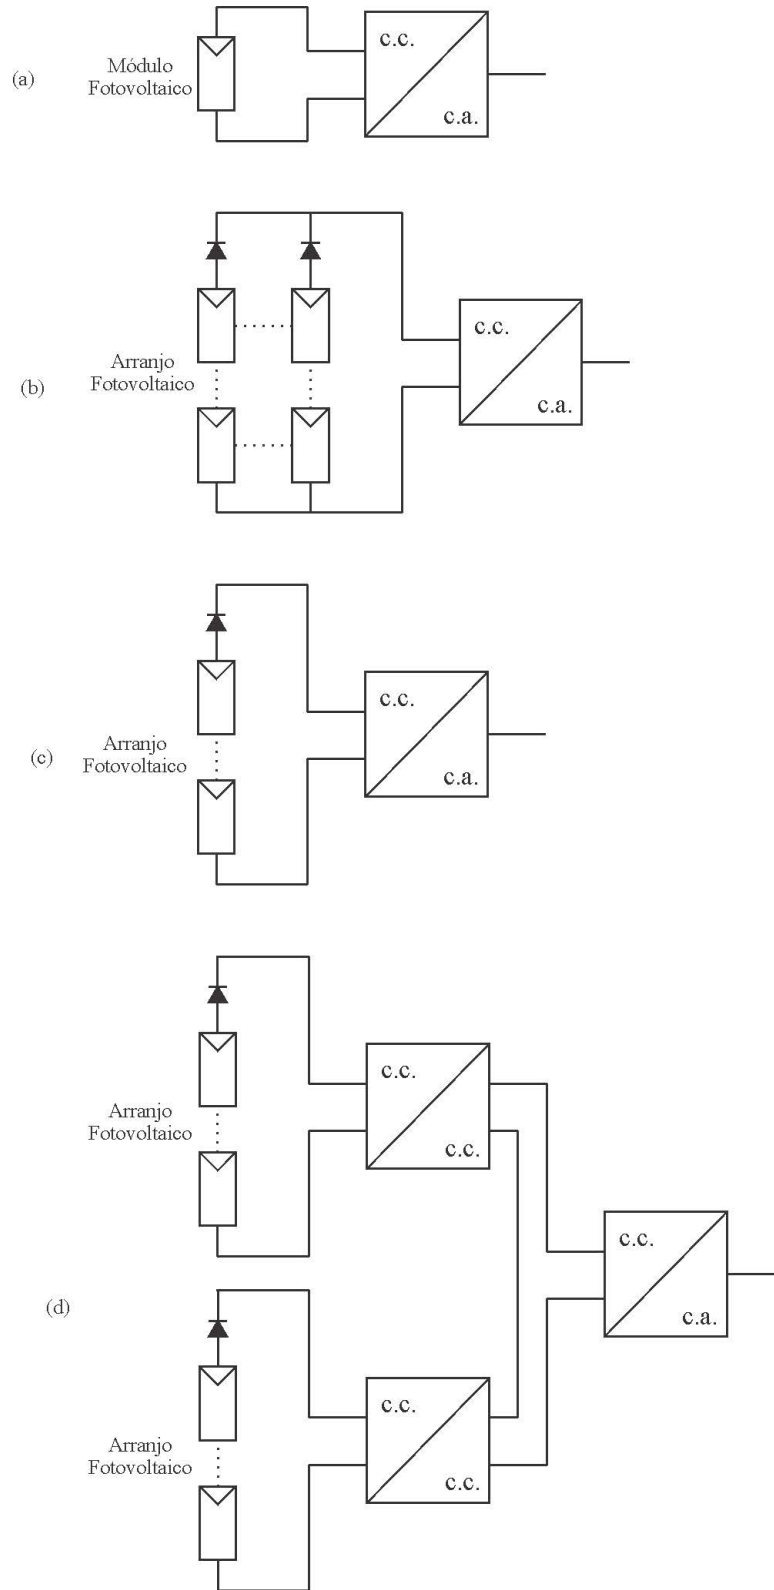 (a)
Módulo
Fotovoltaico
c.c.
c.a.
(b)
Arranjo
Fotovoltaico
c.c.
c.a.
(c)
Arranjo
Fotovoltaico
c.c.
c.a.
(d)
Arranjo
Fotovoltaico
c.c.
c.c.
c.c.
c.a.
Arranjo
Fotovoltaico
c.c.
c.c.